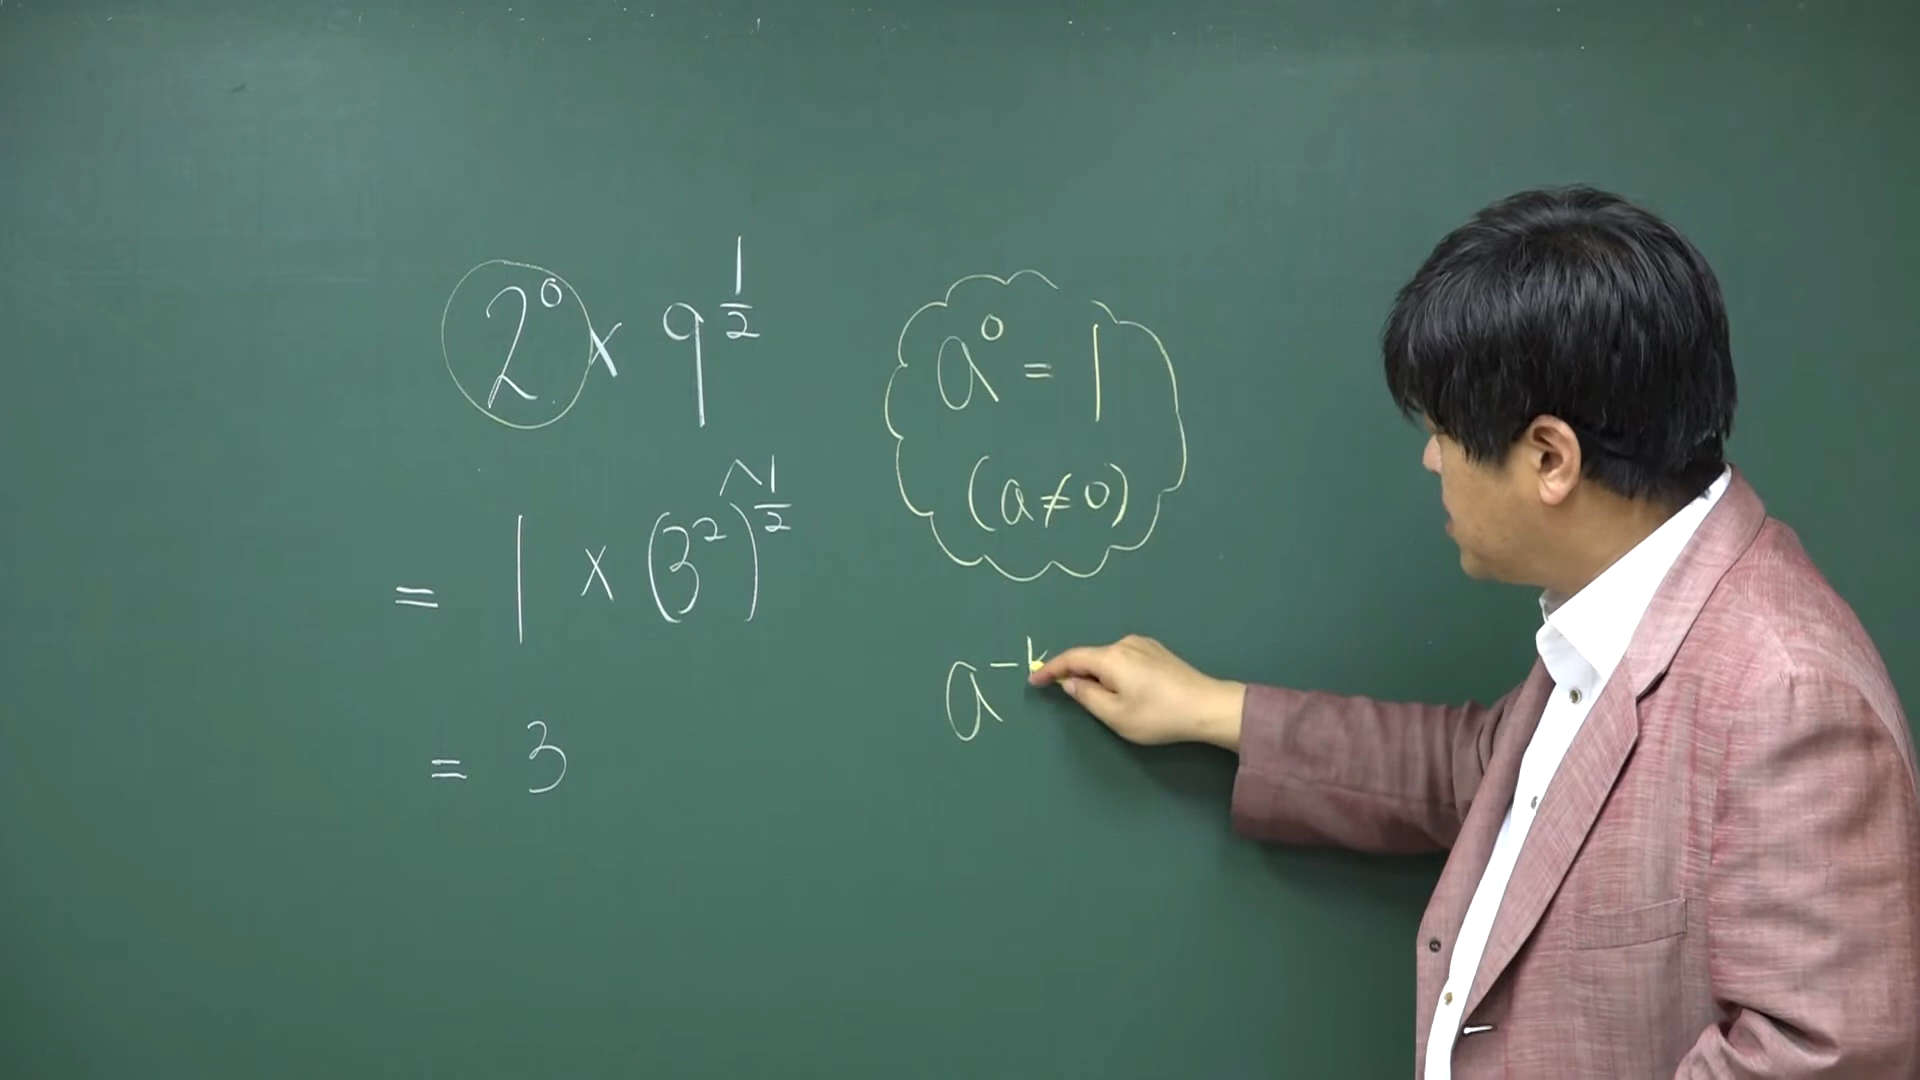 2⁰ × 9^{1/2}
= 1 × (3²)^{1/2}
= 3
a⁰ = 1
(a ≠ 0)
a^{-k